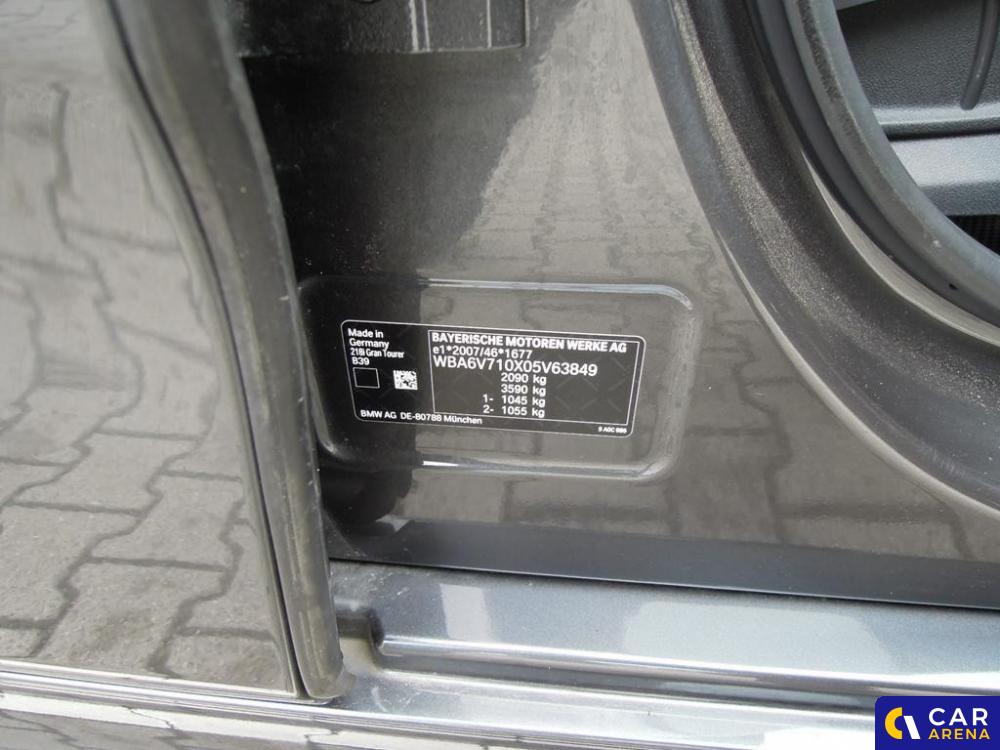 Made in
Germany
218i Gran Tourer
B39
BAYERISCHE MOTOREN WERKE AG
e1*2007/46*1677
WBA6V710X05V63849
2090 kg
3590 kg
1- 1045 kg
2- 1055 kg
BMW AG DE-80788 München
CAR
ARENA